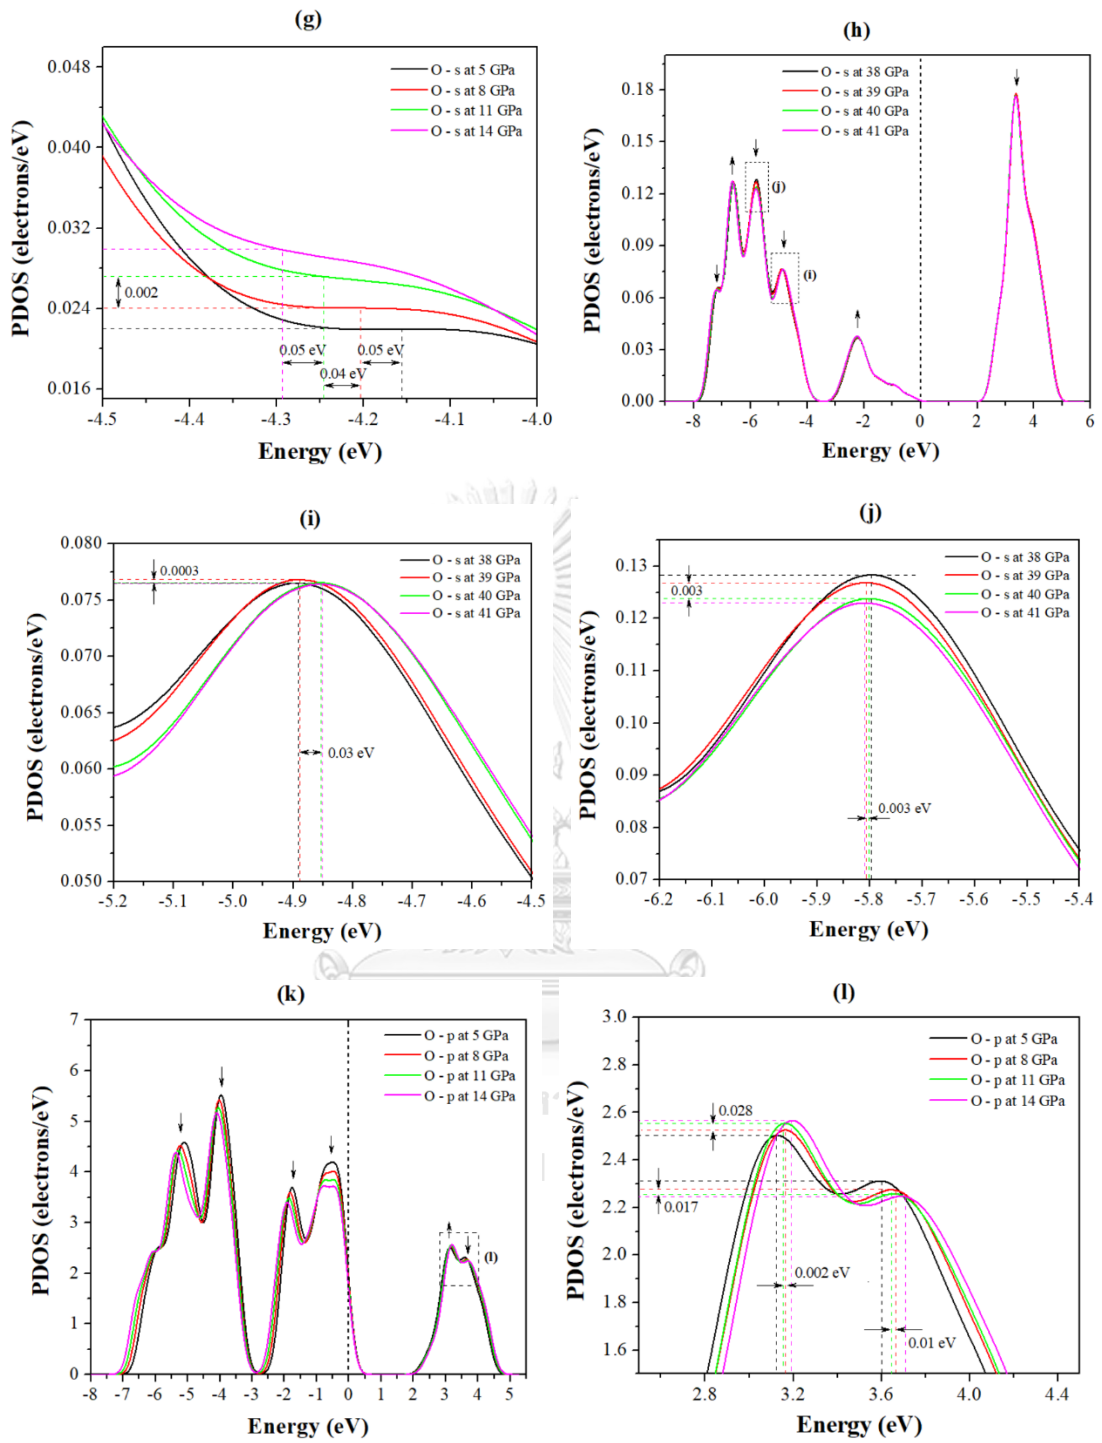 (g)
0.048
0.040
0.032
0.024
0.016
PDOS (electrons/eV)
O - s at 5 GPa
O - s at 8 GPa
O - s at 11 GPa
O - s at 14 GPa
0.002
0.05 eV
0.05 eV
0.04 eV
-4.5 -4.4 -4.3 -4.2 -4.1 -4.0
Energy (eV)
(h)
0.18
0.15
0.12
0.09
0.06
0.03
0.00
PDOS (electrons/eV)
O - s at 38 GPa
O - s at 39 GPa
O - s at 40 GPa
O - s at 41 GPa
(j)
(i)
-8 -6 -4 -2 0 2 4 6
Energy (eV)
(i)
0.080
0.075
0.070
0.065
0.060
0.055
0.050
PDOS (electrons/eV)
O - s at 38 GPa
O - s at 39 GPa
O - s at 40 GPa
O - s at 41 GPa
0.0003
0.03 eV
-5.2 -5.1 -5.0 -4.9 -4.8 -4.7 -4.6 -4.5
Energy (eV)
(j)
0.13
0.12
0.11
0.10
0.09
0.08
0.07
PDOS (electrons/eV)
O - s at 38 GPa
O - s at 39 GPa
O - s at 40 GPa
O - s at 41 GPa
0.003
0.003 eV
-6.2 -6.1 -6.0 -5.9 -5.8 -5.7 -5.6 -5.5 -5.4
Energy (eV)
(k)
7
6
5
4
3
2
1
0
PDOS (electrons/eV)
O - p at 5 GPa
O - p at 8 GPa
O - p at 11 GPa
O - p at 14 GPa
(l)
-8 -7 -6 -5 -4 -3 -2 -1 0 1 2 3 4 5
Energy (eV)
(l)
3.0
2.8
2.6
2.4
2.2
2.0
1.8
1.6
PDOS (electrons/eV)
O - p at 5 GPa
O - p at 8 GPa
O - p at 11 GPa
O - p at 14 GPa
0.028
0.017
0.002 eV
0.01 eV
2.8 3.2 3.6 4.0 4.4
Energy (eV)